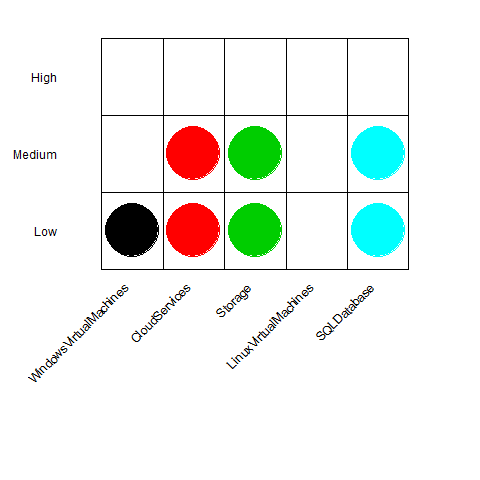 High
Medium
Low
WindowsVirtualMachines
CloudServices
Storage
LinuxVirtualMachines
SQLDatabase